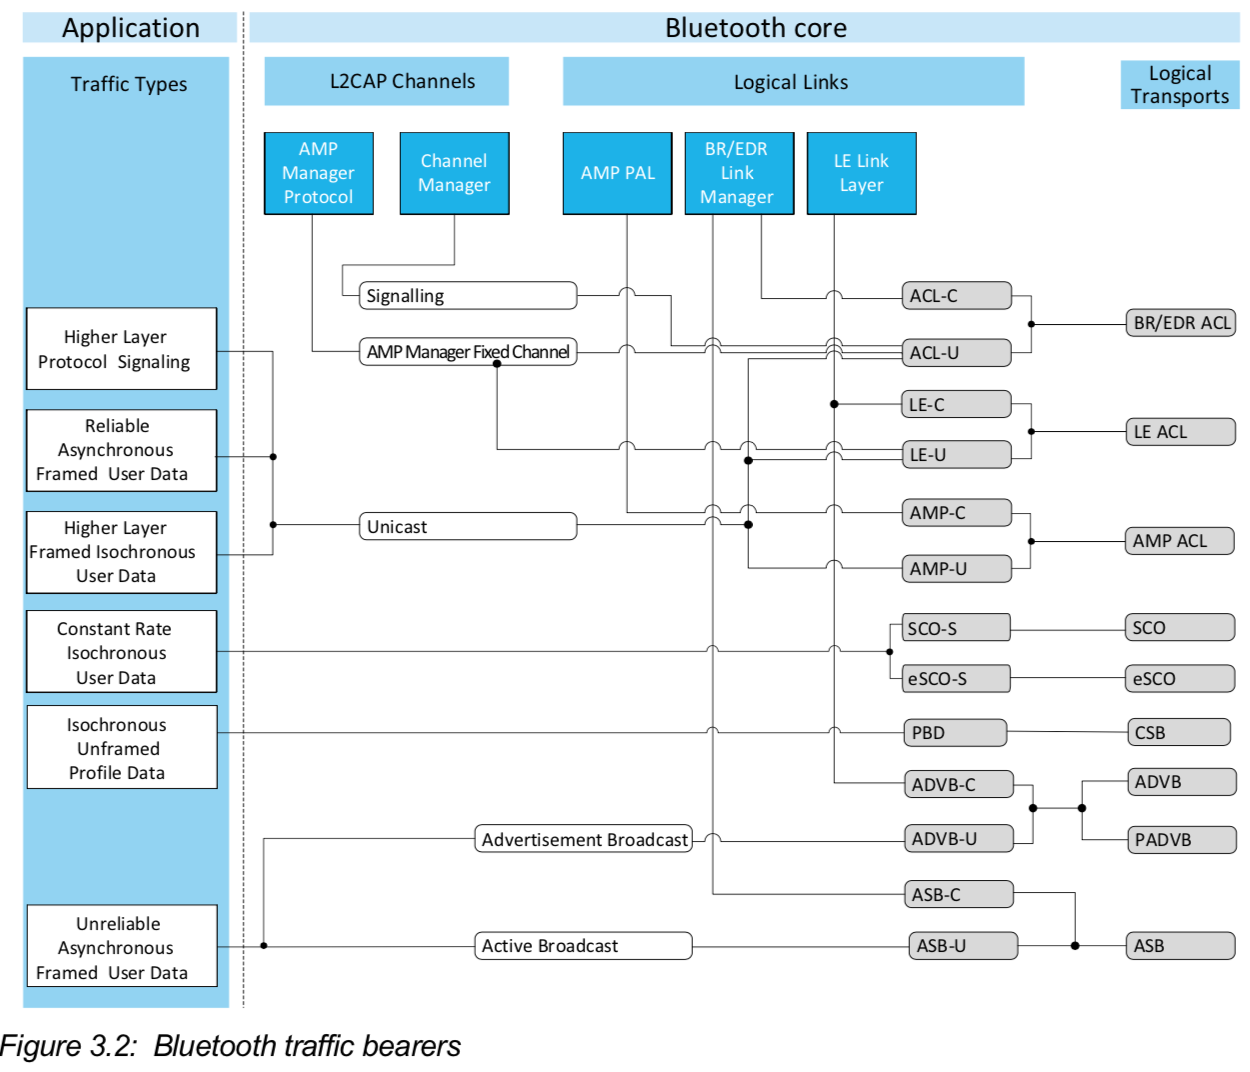 Application
Bluetooth core
Traffic Types
L2CAP Channels
Logical Links
Logical
Transports
AMP
Manager
Protocol
Channel
Manager
AMP PAL
BR/EDR
Link
Manager
LE Link
Layer
Signalling
ACL-C
Higher Layer
Protocol Signaling
BR/EDR ACL
AMP Manager Fixed Channel
ACL-U
LE-C
Reliable
Asynchronous
Framed User Data
LE ACL
LE-U
AMP-C
Higher Layer
Framed Isochronous
User Data
Unicast
AMP ACL
AMP-U
Constant Rate
Isochronous
User Data
SCO-S
SCO
eSCO-S
eSCO
Isochronous
Unframed
Profile Data
PBD
CSB
ADVB-C
ADVB
Advertisement Broadcast
ADVB-U
PADVB
ASB-C
Unreliable
Asynchronous
Framed User Data
Active Broadcast
ASB-U
ASB
Figure 3.2: Bluetooth traffic bearers